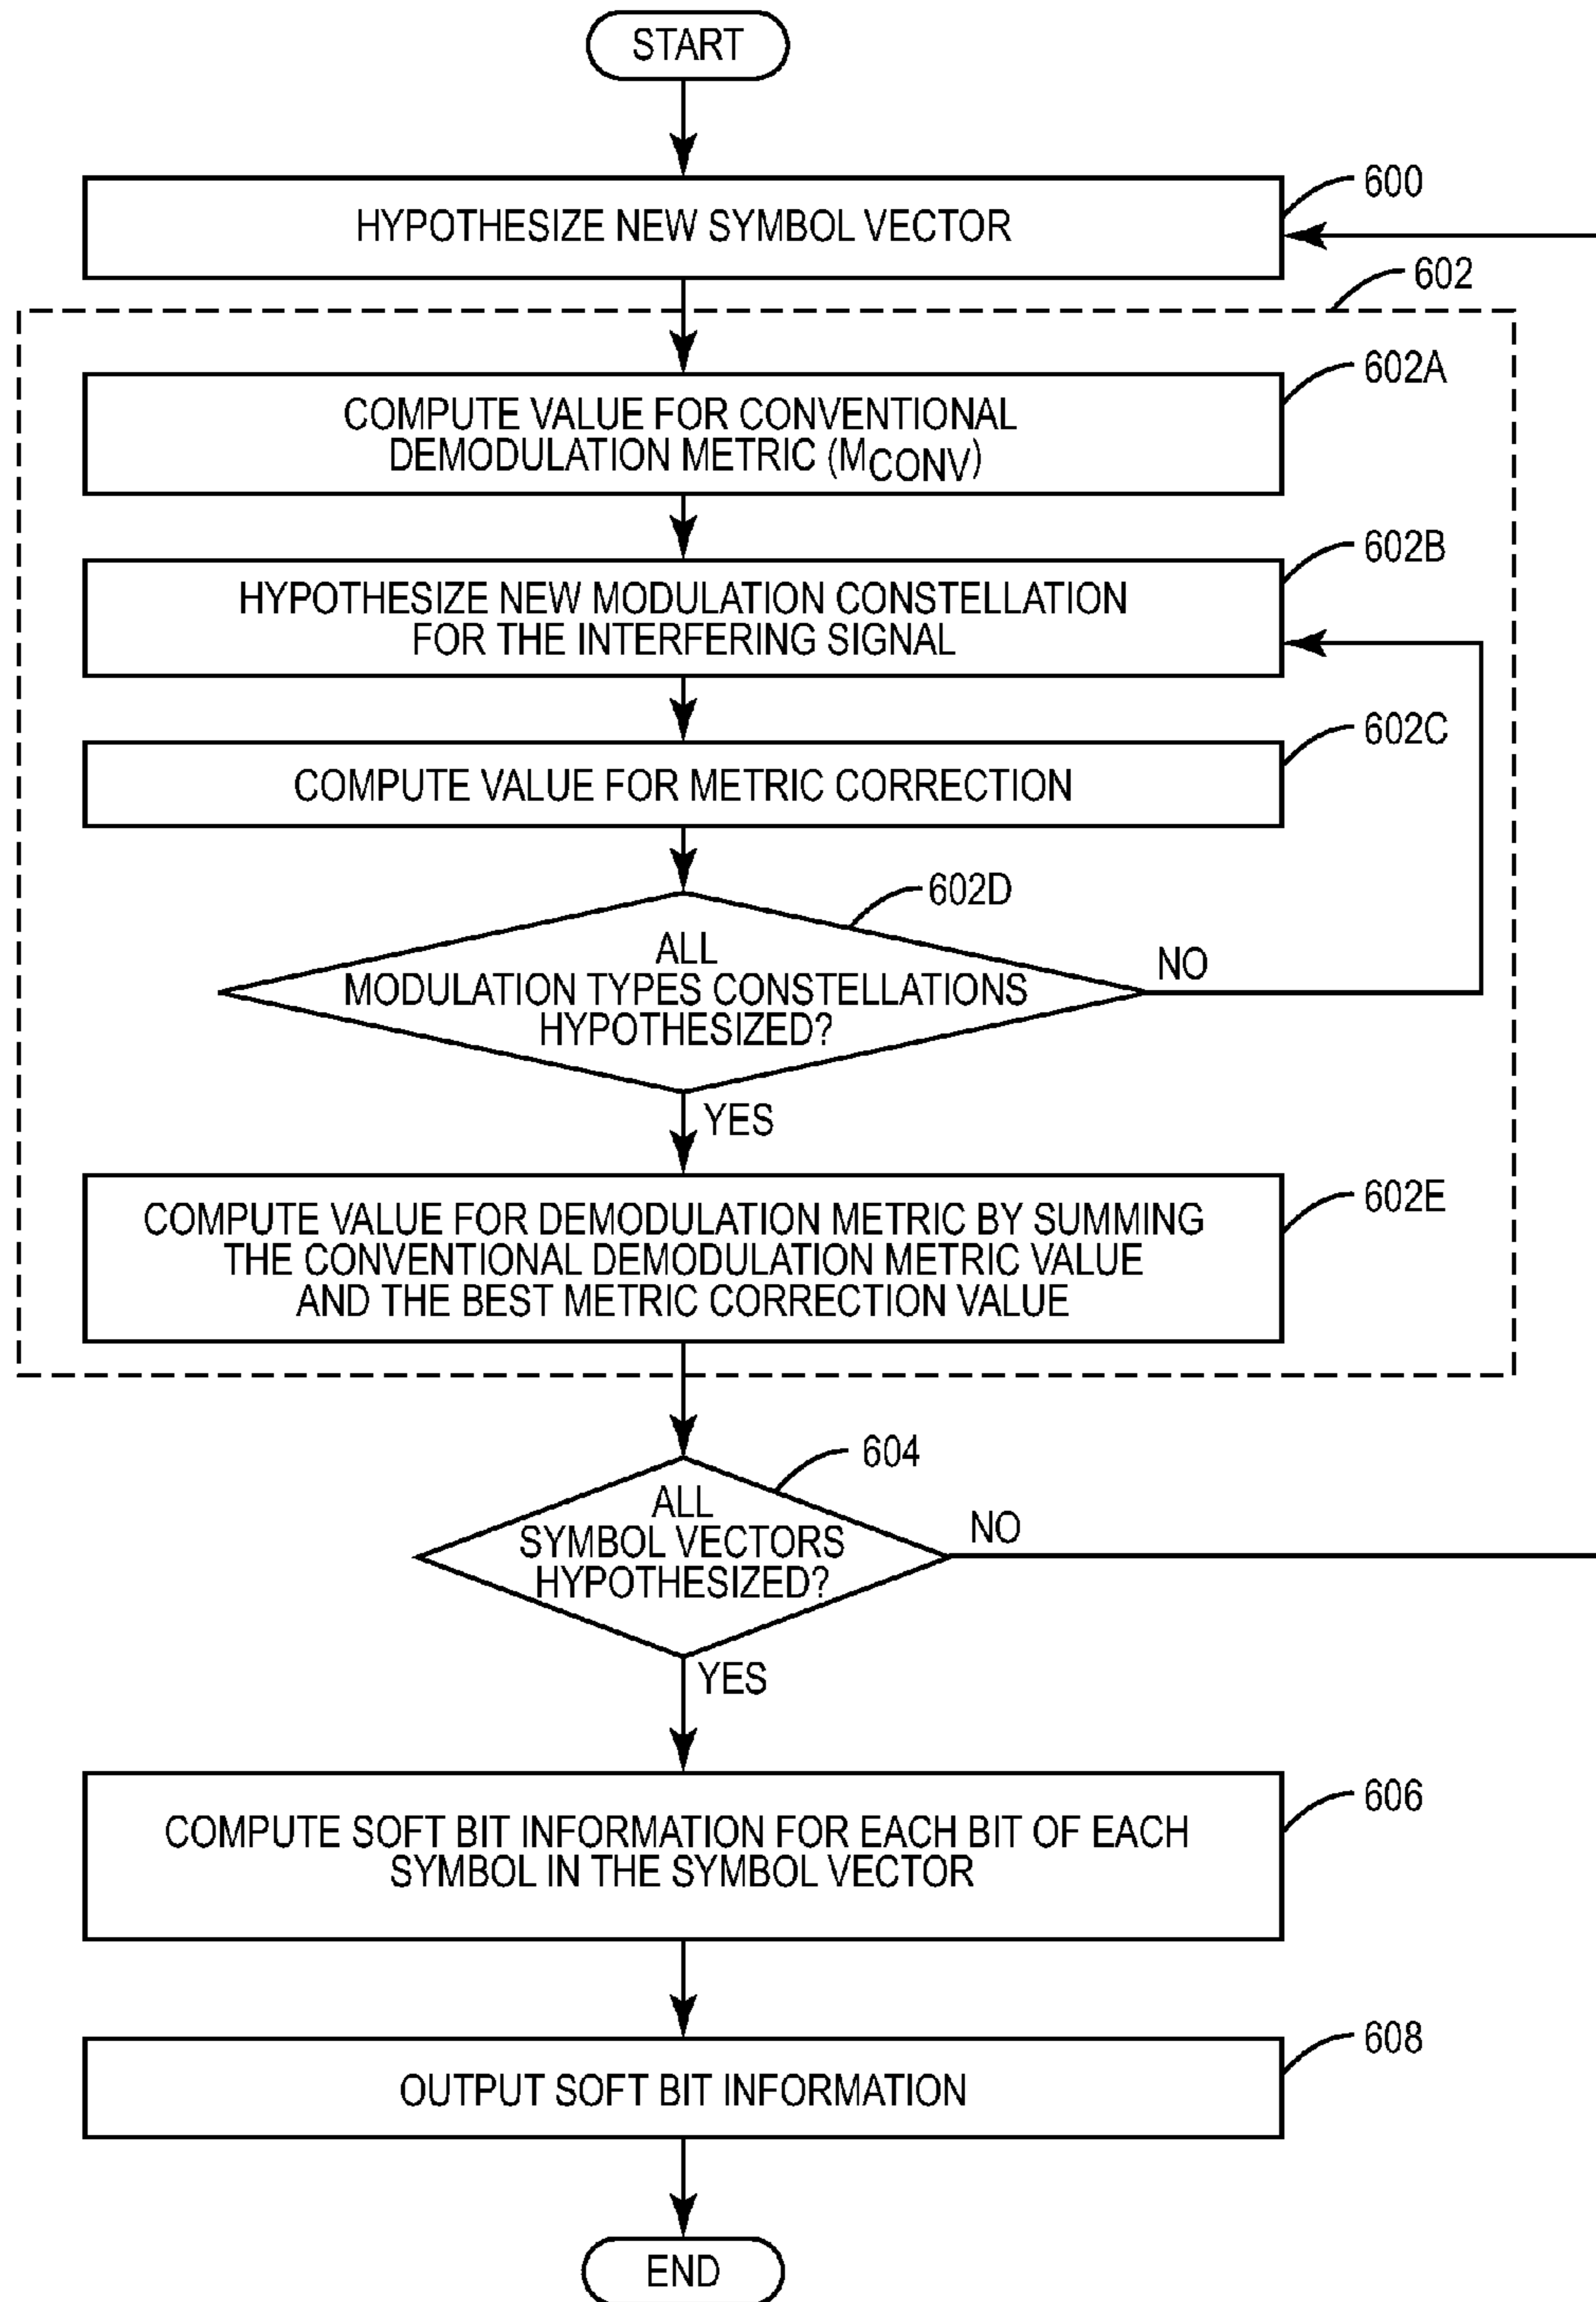 START
HYPOTHESIZE NEW SYMBOL VECTOR
600
602
COMPUTE VALUE FOR CONVENTIONAL
DEMODULATION METRIC (MCONV)
602A
HYPOTHESIZE NEW MODULATION CONSTELLATION
FOR THE INTERFERING SIGNAL
602B
COMPUTE VALUE FOR METRIC CORRECTION
602C
602D
ALL
MODULATION TYPES CONSTELLATIONS
HYPOTHESIZED?
NO
YES
COMPUTE VALUE FOR DEMODULATION METRIC BY SUMMING
THE CONVENTIONAL DEMODULATION METRIC VALUE
AND THE BEST METRIC CORRECTION VALUE
602E
604
ALL
SYMBOL VECTORS
HYPOTHESIZED?
NO
YES
COMPUTE SOFT BIT INFORMATION FOR EACH BIT OF EACH
SYMBOL IN THE SYMBOL VECTOR
606
OUTPUT SOFT BIT INFORMATION
608
END